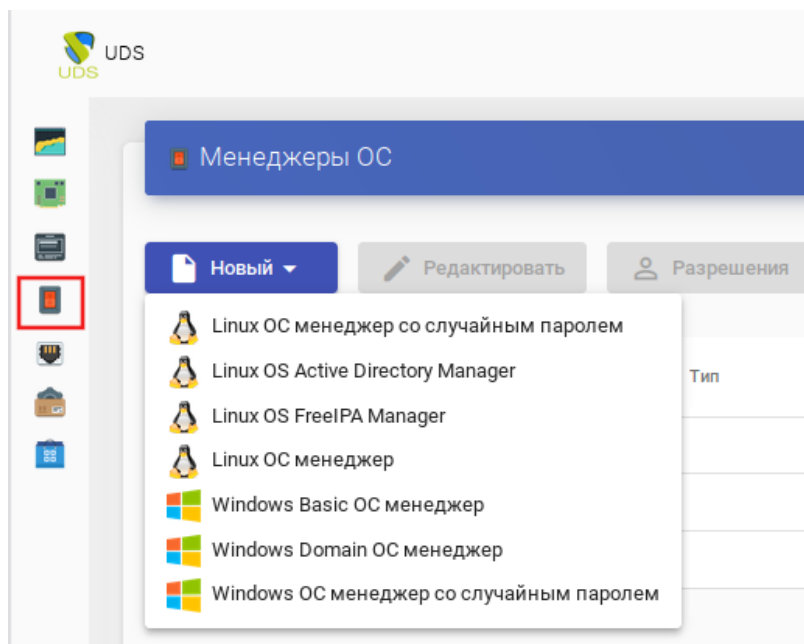 UDS
UDS
Менеджеры ОС
Новый
Редактировать
Разрешения
Linux ОС менеджер со случайным паролем
Linux OS Active Directory Manager
Linux OS FreeIPA Manager
Linux ОС менеджер
Windows Basic ОС менеджер
Windows Domain ОС менеджер
Windows ОС менеджер со случайным паролем
Тип